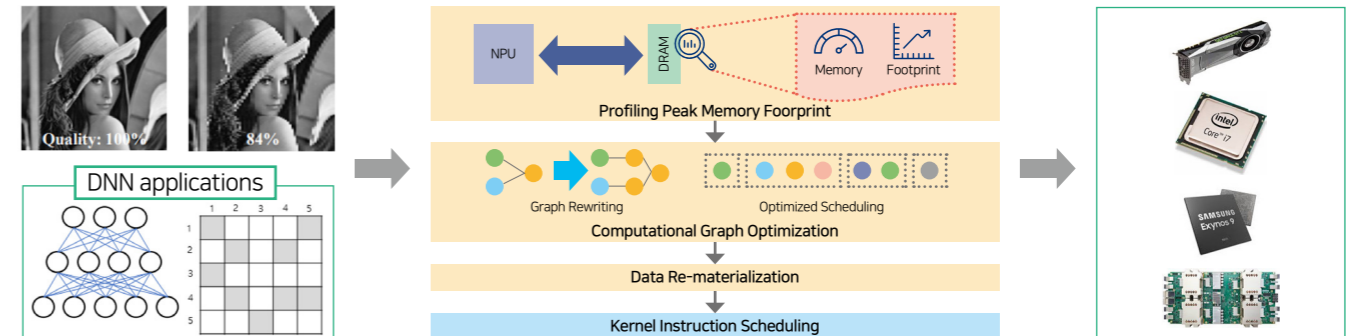 Quality: 100%
84%
DNN applications
1 2 3 4 5
1
2
3
4
5
NPU
DRAM
Memory
Footprint
Profiling Peak Memory Foorprint
Graph Rewriting
Optimized Scheduling
Computational Graph Optimization
Data Re-materialization
Kernel Instruction Scheduling
intel
Core™ i7
SAMSUNG
Exynos 9